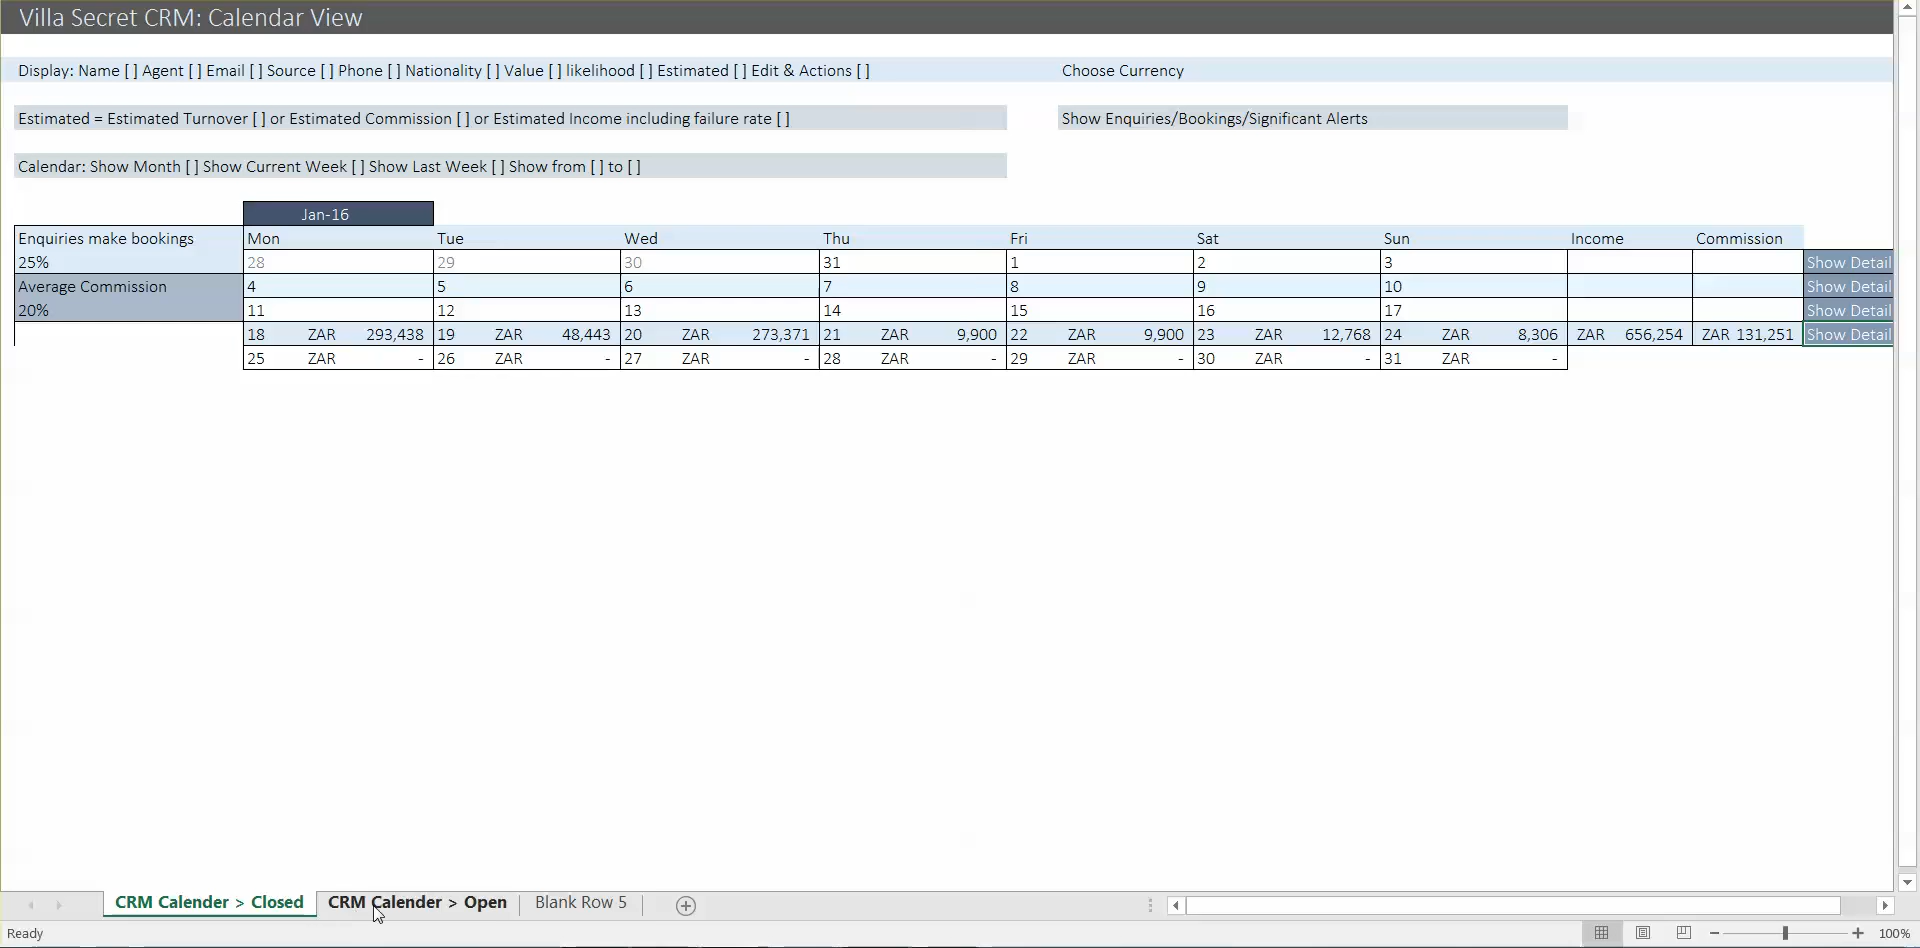 Villa Secret CRM: Calendar View
Display: Name [ ] Agent [ ] Email [ ] Source [ ] Phone [ ] Nationality [ ] Value [ ] likelihood [ ] Estimated [ ] Edit & Actions [ ] Choose Currency
Estimated = Estimated Turnover [ ] or Estimated Commission [ ] or Estimated Income including failure rate [ ] Show Enquiries/Bookings/Significant Alerts
Calendar: Show Month [ ] Show Current Week [ ] Show Last Week [ ] Show from [ ] to [ ]
Jan-16
Enquiries make bookings Mon Tue Wed Thu Fri Sat Sun Income Commission
25% 28 29 30 31 1 2 3 Show Detail
Average Commission 4 5 6 7 8 9 10 Show Detail
20% 11 12 13 14 15 16 17 Show Detail
18 ZAR 293,438 19 ZAR 48,443 20 ZAR 273,371 21 ZAR 9,900 22 ZAR 9,900 23 ZAR 12,768 24 ZAR 8,306 ZAR 656,254 ZAR 131,251 Show Detail
25 ZAR - 26 ZAR - 27 ZAR - 28 ZAR - 29 ZAR - 30 ZAR - 31 ZAR -
CRM Calender > Closed CRM Calender > Open Blank Row 5
Ready 100%